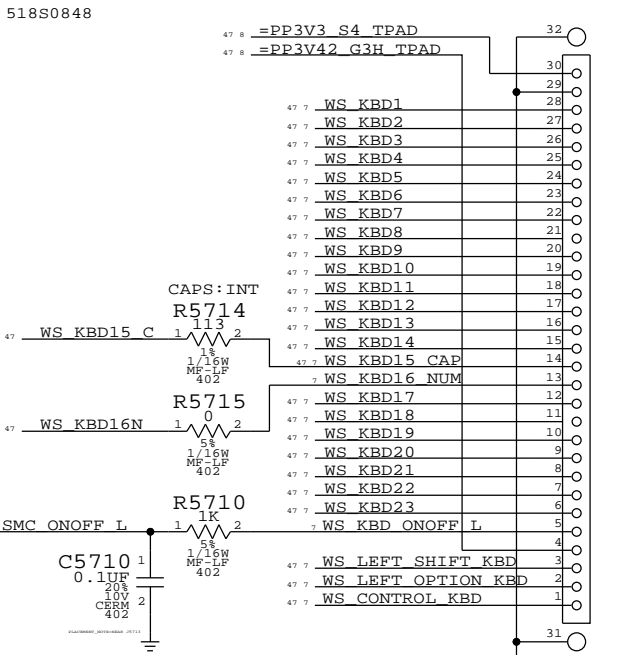 518S0848
47 8 =PP3V3_S4_TPAD
47 8 =PP3V42_G3H_TPAD
32
30
29
47 7 WS_KBD1 28
47 7 WS_KBD2 27
47 7 WS_KBD3 26
47 7 WS_KBD4 25
47 7 WS_KBD5 24
47 7 WS_KBD6 23
47 7 WS_KBD7 22
47 7 WS_KBD8 21
47 7 WS_KBD9 20
47 7 WS_KBD10 19
47 7 WS_KBD11 18
47 7 WS_KBD12 17
47 7 WS_KBD13 16
47 7 WS_KBD14 15
47 7 WS_KBD15_CAP 14
7 WS_KBD16_NUM 13
47 7 WS_KBD17 12
47 7 WS_KBD18 11
47 7 WS_KBD19 10
47 7 WS_KBD20 9
47 7 WS_KBD21 8
47 7 WS_KBD22 7
47 7 WS_KBD23 6
7 WS_KBD_ONOFF_L 5
4
47 7 WS_LEFT_SHIFT_KBD 3
47 7 WS_LEFT_OPTION_KBD 2
47 7 WS_CONTROL_KBD 1
31
CAPS:INT
R5714
113
47 WS_KBD15_C 1 2
1%
1/16W
MF-LF
402
R5715
0
47 WS_KBD16N 1 2
5%
1/16W
MF-LF
402
R5710
1K
SMC_ONOFF_L 1 2
5%
1/16W
MF-LF
402
C5710 1
0.1UF
20%
10V
CERM 2
402
PLACEMENT_NOTE=NEAR J5713